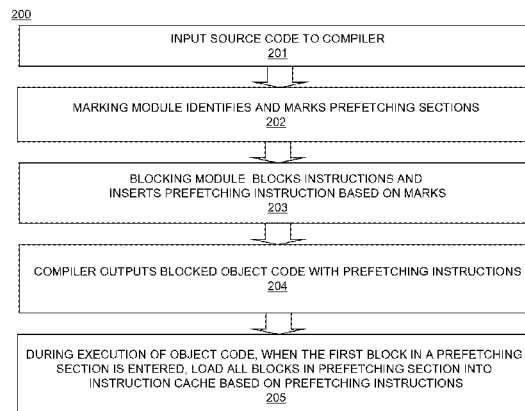 200
INPUT SOURCE CODE TO COMPILER
201
MARKING MODULE IDENTIFIES AND MARKS PREFETCHING SECTIONS
202
BLOCKING MODULE BLOCKS INSTRUCTIONS AND
INSERTS PREFETCHING INSTRUCTION BASED ON MARKS
203
COMPILER OUTPUTS BLOCKED OBJECT CODE WITH PREFETCHING INSTRUCTIONS
204
DURING EXECUTION OF OBJECT CODE, WHEN THE FIRST BLOCK IN A PREFETCHING
SECTION IS ENTERED, LOAD ALL BLOCKS IN PREFETCHING SECTION INTO
INSTRUCTION CACHE BASED ON PREFETCHING INSTRUCTIONS
205